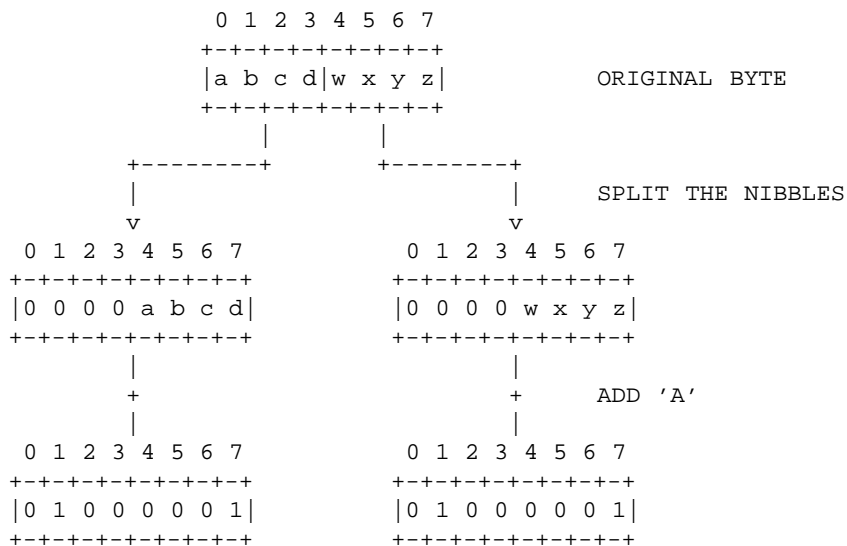 0 1 2 3 4 5 6 7
               +-+-+-+-+-+-+-+-+
               |a b c d|w x y z|          ORIGINAL BYTE
               +-+-+-+-+-+-+-+-+
                   |       |
          +--------+       +--------+
          |                         |     SPLIT THE NIBBLES
          v                         v
   0 1 2 3 4 5 6 7           0 1 2 3 4 5 6 7
  +-+-+-+-+-+-+-+-+         +-+-+-+-+-+-+-+-+
  |0 0 0 0 a b c d|         |0 0 0 0 w x y z|
  +-+-+-+-+-+-+-+-+         +-+-+-+-+-+-+-+-+
          |                         |
          +                         +     ADD ’A’
          |                         |
   0 1 2 3 4 5 6 7           0 1 2 3 4 5 6 7
  +-+-+-+-+-+-+-+-+         +-+-+-+-+-+-+-+-+
  |0 1 0 0 0 0 0 1|         |0 1 0 0 0 0 0 1|
  +-+-+-+-+-+-+-+-+         +-+-+-+-+-+-+-+-+